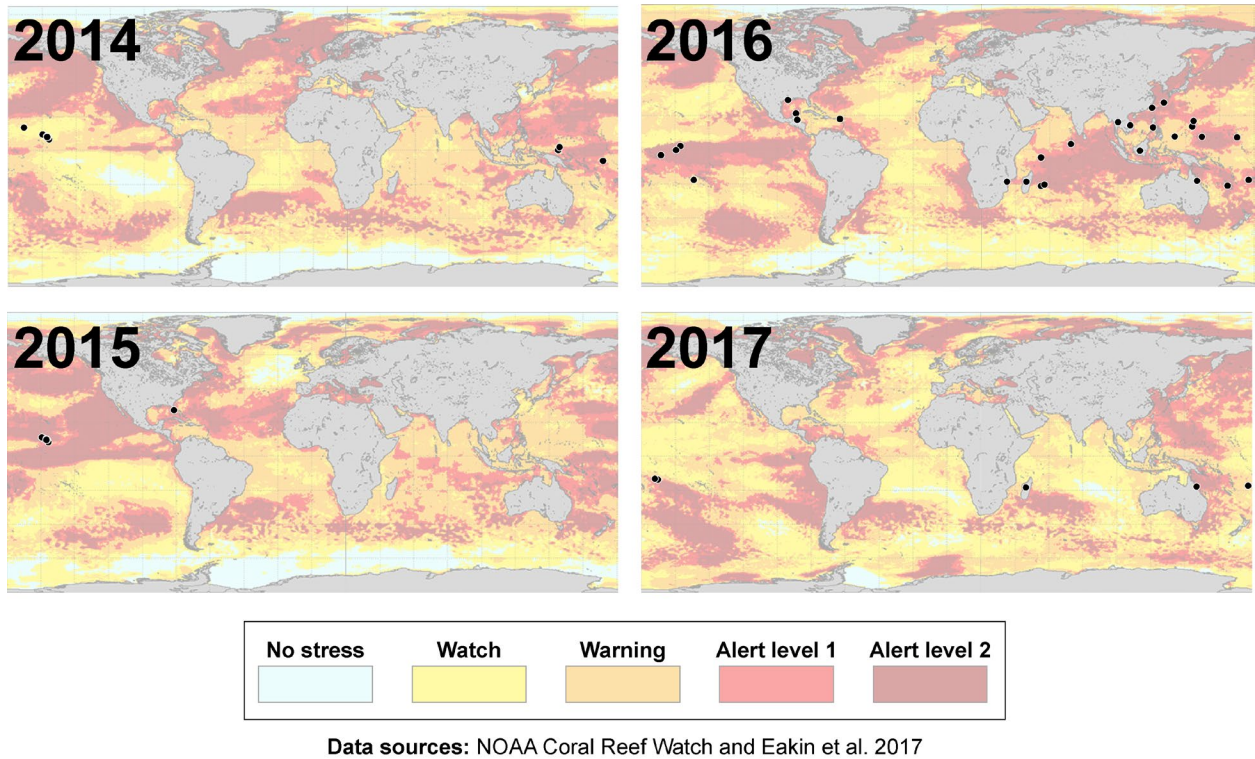 2014
2016
2015
2017
No stress
Watch
Warning
Alert level 1
Alert level 2
Data sources: NOAA Coral Reef Watch and Eakin et al. 2017